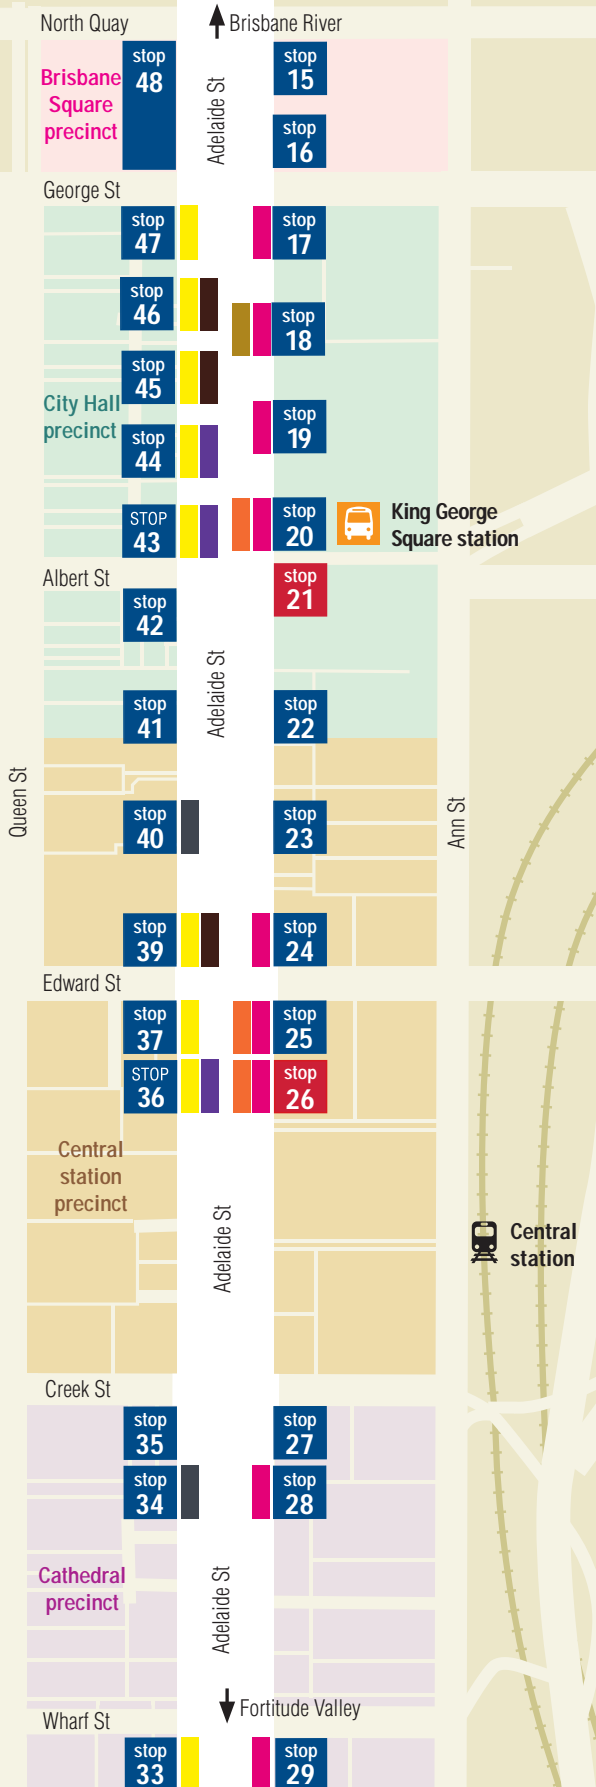 North Quay
Brisbane River
Brisbane
Square
precinct
stop
48
Adelaide St
stop
15
stop
16
George St
stop
47
stop
17
stop
46
stop
18
stop
45
City Hall
precinct
stop
19
stop
44
STOP
43
stop
20
King George
Square station
Albert St
stop
21
stop
42
Adelaide St
stop
41
stop
22
Queen St
stop
40
stop
23
Ann St
stop
39
stop
24
Edward St
stop
37
stop
25
STOP
36
stop
26
Central
station
precinct
Adelaide St
Central
station
Creek St
stop
35
stop
27
stop
34
stop
28
Cathedral
precinct
Adelaide St
Fortitude Valley
Wharf St
stop
33
stop
29